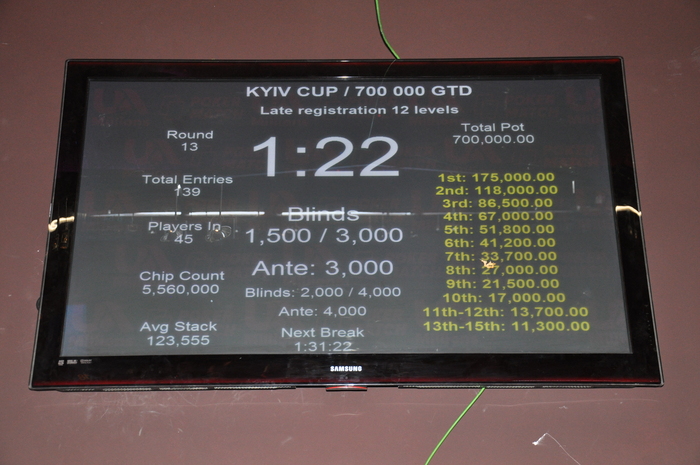 KYIV CUP / 700 000 GTD
Late registration 12 levels
Round
13
Total Entries
139
Players In
45
Chip Count
5,560,000
Avg Stack
123,555
1:22
Blinds
1,500 / 3,000
Ante: 3,000
Blinds: 2,000 / 4,000
Ante: 4,000
Next Break
1:31:22
Total Pot
700,000.00
1st: 175,000.00
2nd: 118,000.00
3rd: 86,500.00
4th: 67,000.00
5th: 51,800.00
6th: 41,200.00
7th: 33,700.00
8th: 27,000.00
9th: 21,500.00
10th: 17,000.00
11th-12th: 13,700.00
13th-15th: 11,300.00
SAMSUNG